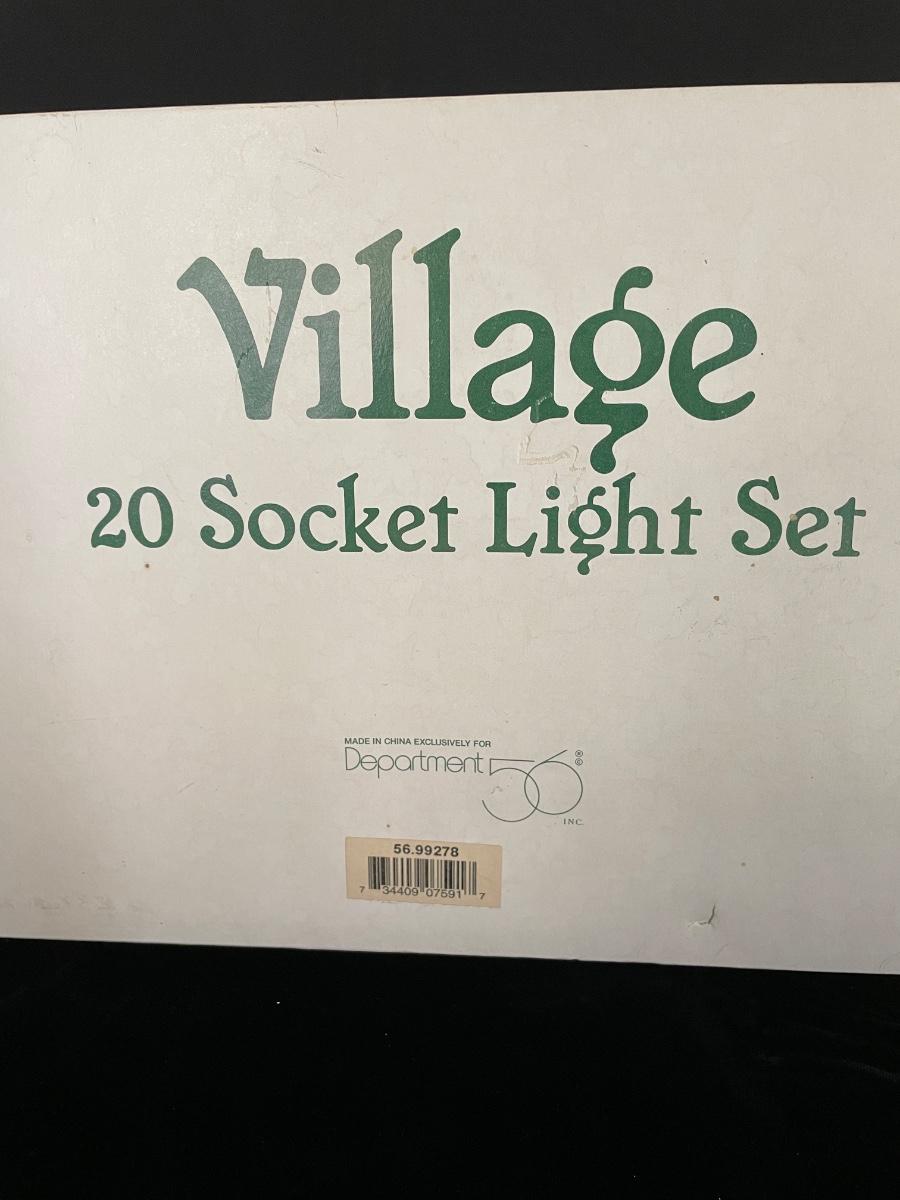 Village
20 Socket Light Set
MADE IN CHINA EXCLUSIVELY FOR
Department 56 ® ©
INC.
56.99278
7 34409 07591 7